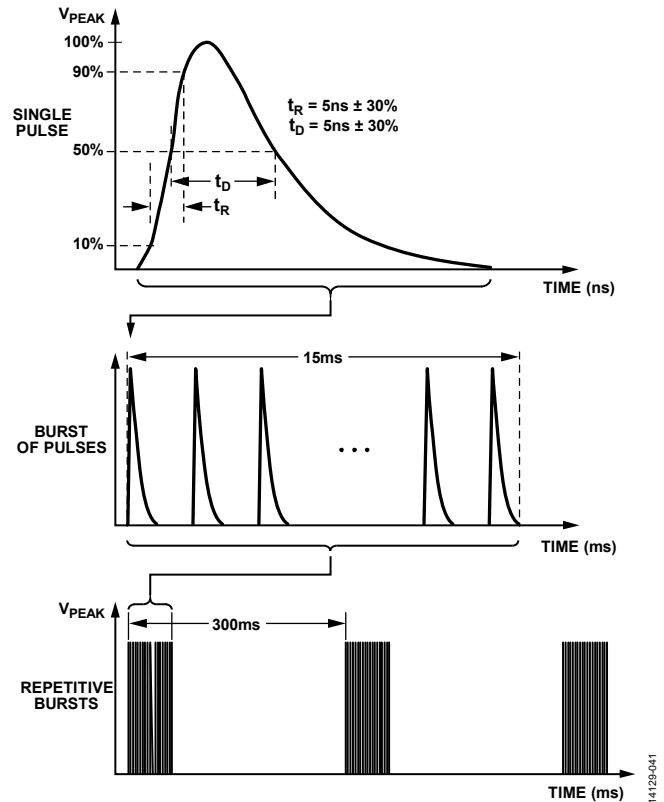 VPEAK
100%
90%
SINGLE
PULSE
50%
10%
tR = 5ns ± 30%
tD = 5ns ± 30%
tD
tR
TIME (ns)
15ms
BURST
OF PULSES
...
TIME (ms)
VPEAK
300ms
REPETITIVE
BURSTS
TIME (ms)
14129-041